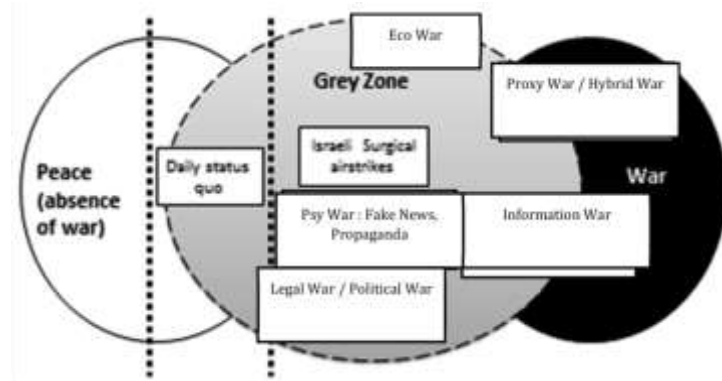 Eco War
Grey Zone
Proxy War / Hybrid War
Peace
(absence
of war)
Daily status
quo
Israeli Surgical
airstrikes
War
Psy War : Fake News,
Propaganda
Information War
Legal War / Political War